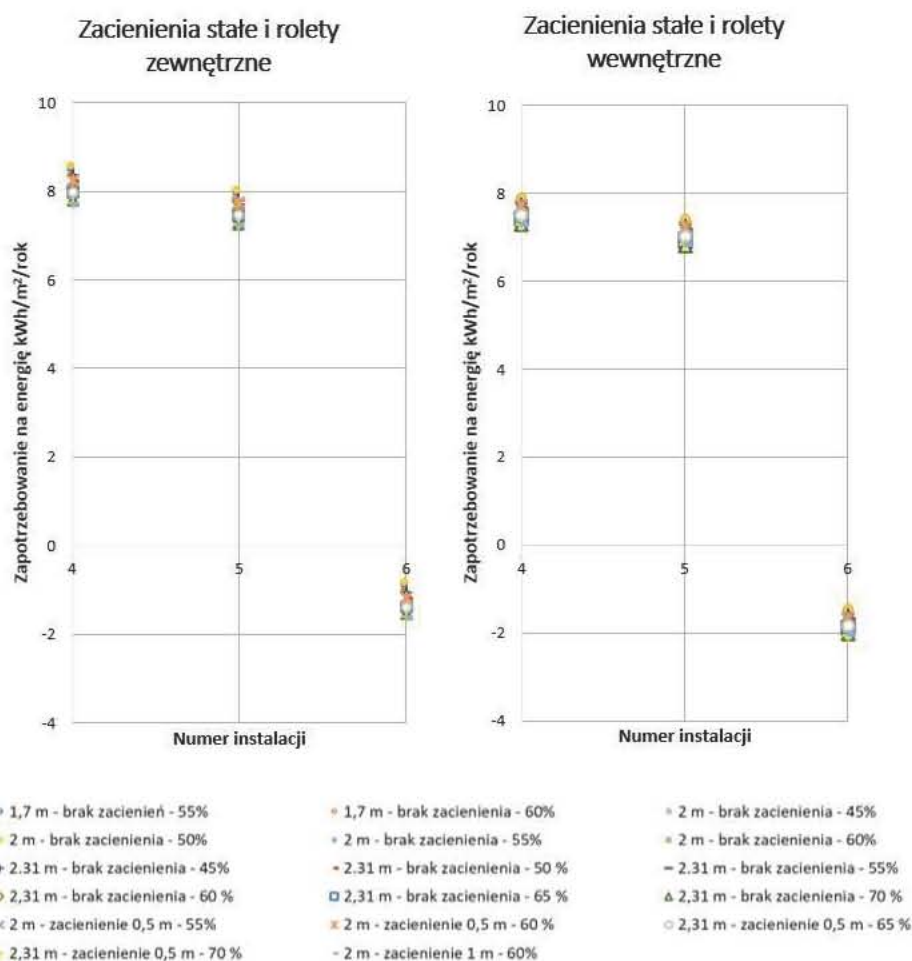 Zacienienia stałe i rolety
zewnętrzne
10
8
6
4
2
0
-2
-4
4
5
6
Zapotrzebowanie na energię kWh/m²/rok
Numer instalacji
Zacienienia stałe i rolety
wewnętrzne
10
8
6
4
2
0
-2
-4
4
5
6
Zapotrzebowanie na energię kWh/m²/rok
Numer instalacji
1,7 m - brak zacienień - 55%
1,7 m - brak zacienienia - 60%
2 m - brak zacienienia - 45%
2 m - brak zacienienia - 50%
2 m - brak zacienienia - 55%
2 m - brak zacienienia - 60%
2.31 m - brak zacienienia - 45%
2.31 m - brak zacienienia - 50 %
2.31 m - brak zacienienia - 55%
2,31 m - brak zacienienia - 60 %
2,31 m - brak zacienienia - 65 %
2,31 m - brak zacienienia - 70 %
2 m - zacienienie 0,5 m - 55%
2 m - zacienienie 0,5 m - 60 %
2,31 m - zacienienie 0,5 m - 65 %
2,31 m - zacienienie 0,5 m - 70 %
2 m - zacienienie 1 m - 60%